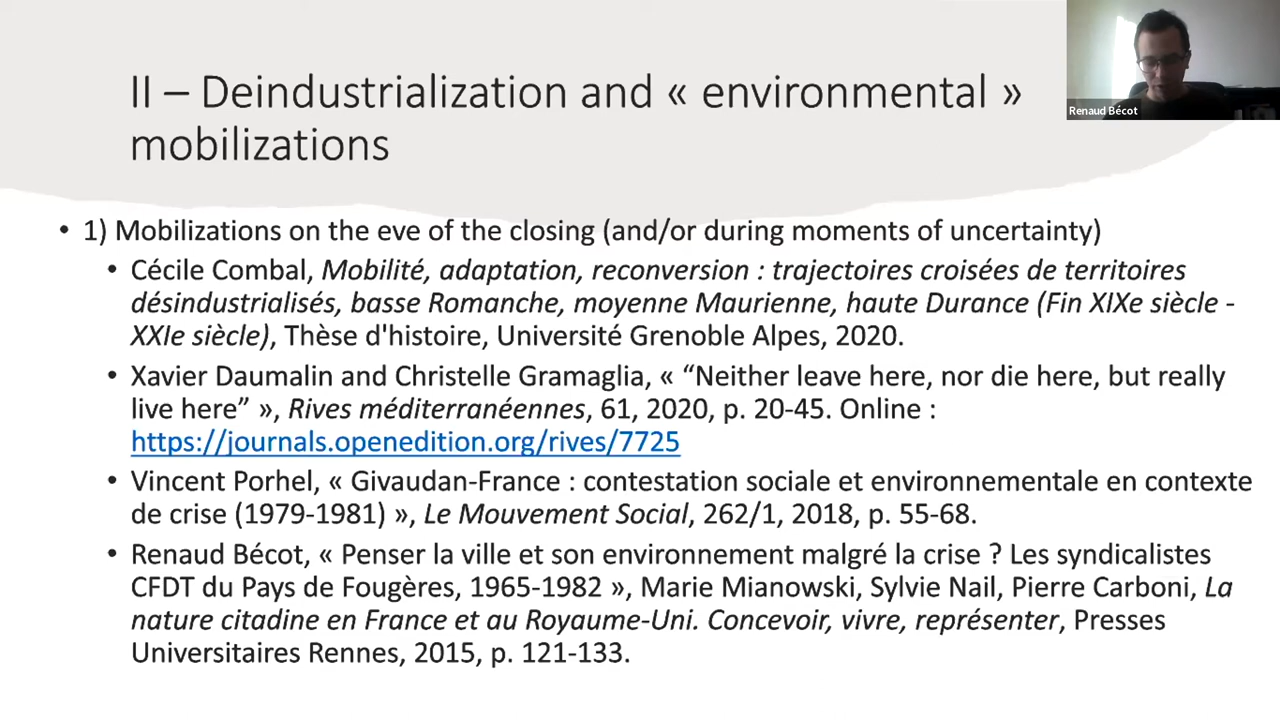 II – Deindustrialization and « environmental »
mobilizations
Renaud Bécot
• 1) Mobilizations on the eve of the closing (and/or during moments of uncertainty)
• Cécile Combal, Mobilité, adaptation, reconversion : trajectoires croisées de territoires
désindustrialisés, basse Romanche, moyenne Maurienne, haute Durance (Fin XIXe siècle -
XXIe siècle), Thèse d'histoire, Université Grenoble Alpes, 2020.
• Xavier Daumalin and Christelle Gramaglia, « “Neither leave here, nor die here, but really
live here” », Rives méditerranéennes, 61, 2020, p. 20-45. Online :
https://journals.openedition.org/rives/7725
• Vincent Porhel, « Givaudan-France : contestation sociale et environnementale en contexte
de crise (1979-1981) », Le Mouvement Social, 262/1, 2018, p. 55-68.
• Renaud Bécot, « Penser la ville et son environnement malgré la crise ? Les syndicalistes
CFDT du Pays de Fougères, 1965-1982 », Marie Mianowski, Sylvie Nail, Pierre Carboni, La
nature citadine en France et au Royaume-Uni. Concevoir, vivre, représenter, Presses
Universitaires Rennes, 2015, p. 121-133.